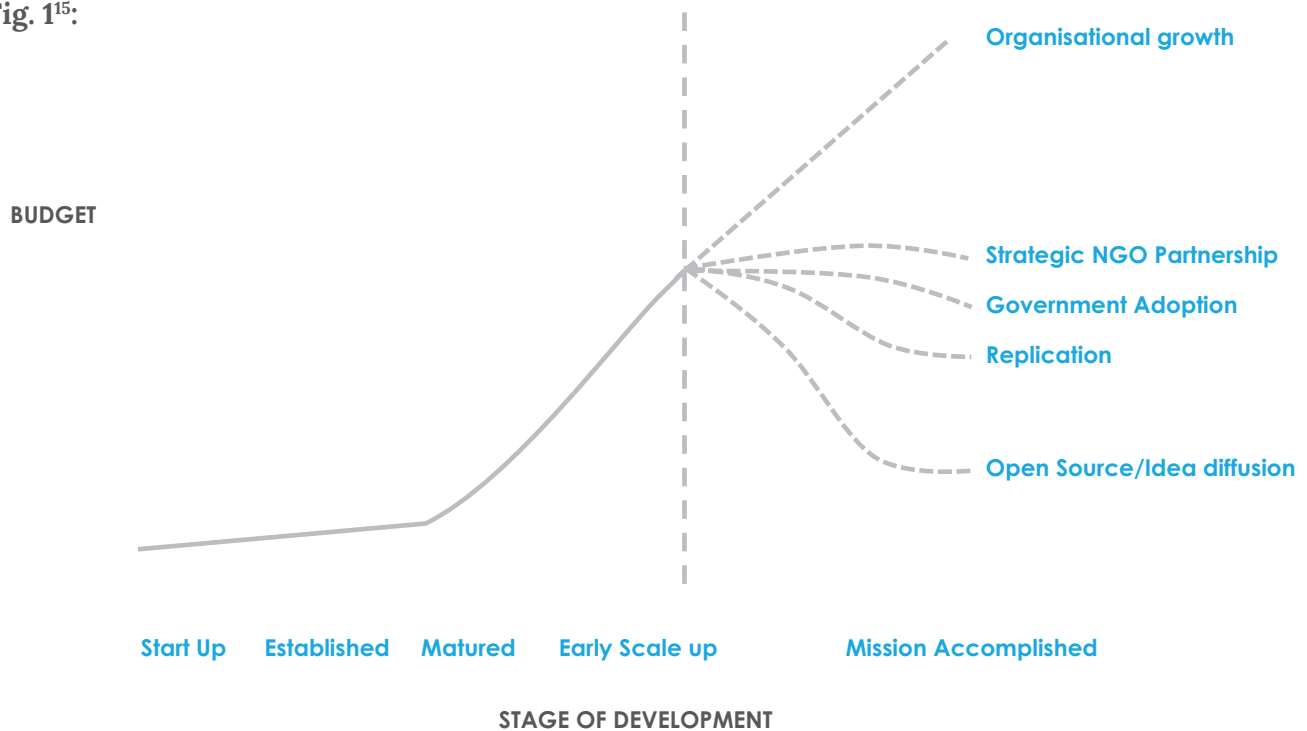 ig. 1¹⁵:
Organisational growth
BUDGET
Strategic NGO Partnership
Government Adoption
Replication
Open Source/Idea diffusion
Start Up Established Matured Early Scale up Mission Accomplished
STAGE OF DEVELOPMENT